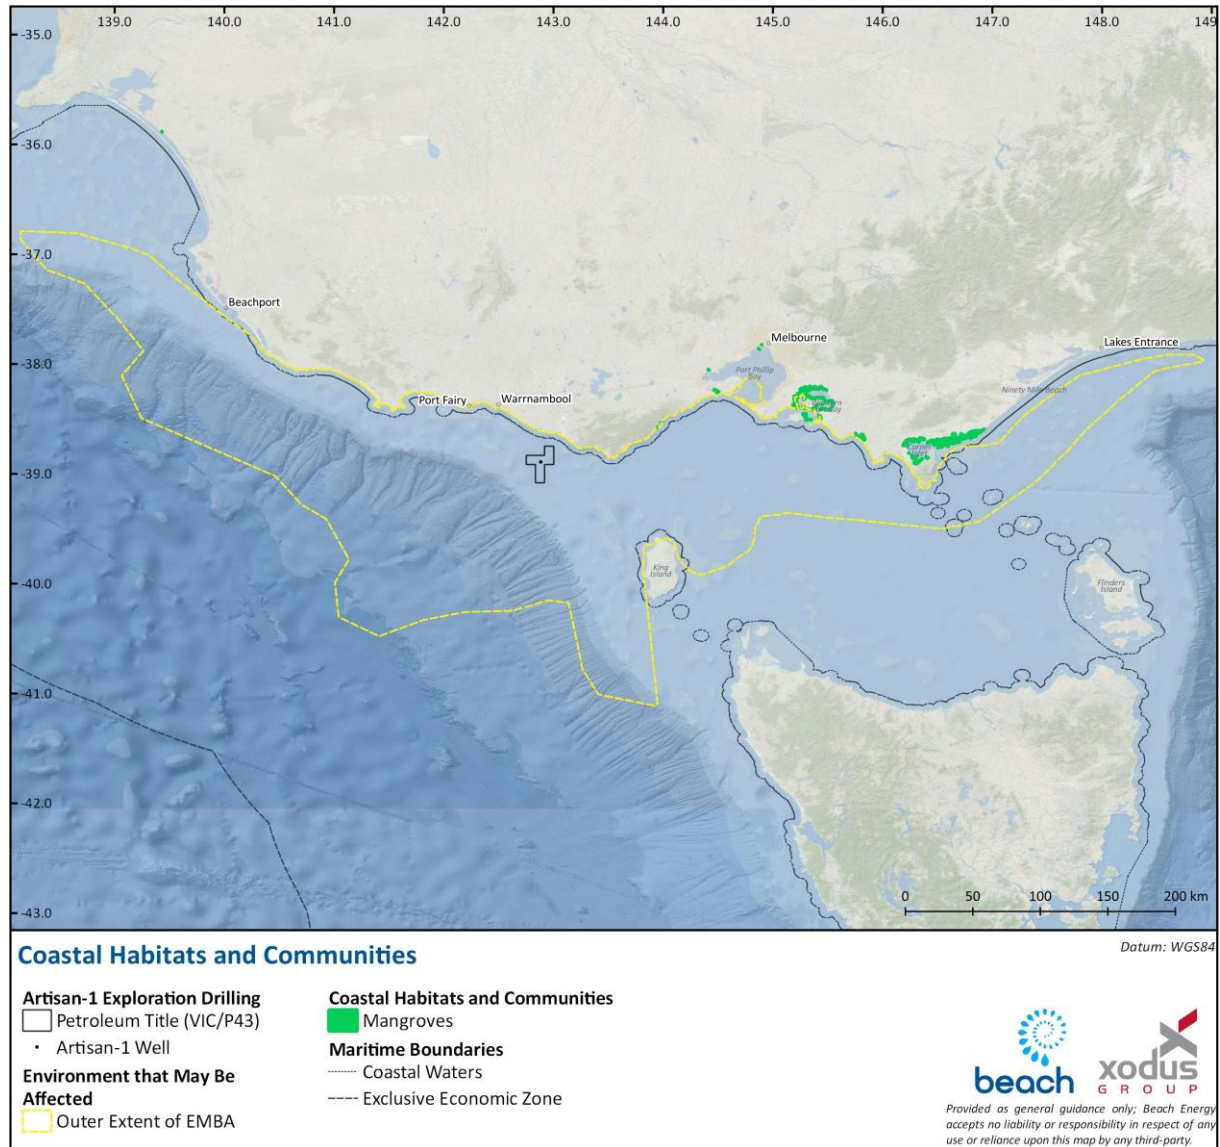 139.0 140.0 141.0 142.0 143.0 144.0 145.0 146.0 147.0 148.0 149
-35.0
-36.0
-37.0
Beachport
-38.0
Melbourne
Lakes Entrance
Port Phillip
Bay
Ninety Mile Beach
Port Fairy
Warrnambool
-39.0
King
Island
-40.0
Flinders
Island
-41.0
-42.0
0 50 100 150 200 km
-43.0
Coastal Habitats and Communities
Datum: WGS84
Artisan-1 Exploration Drilling
Petroleum Title (VIC/P43)
Artisan-1 Well
Environment that May Be
Affected
Outer Extent of EMBA
Coastal Habitats and Communities
Mangroves
Maritime Boundaries
Coastal Waters
Exclusive Economic Zone
beach
xodus
GROUP
Provided as general guidance only; Beach Energy
accepts no liability or responsibility in respect of any
use or reliance upon this map by any third-party.